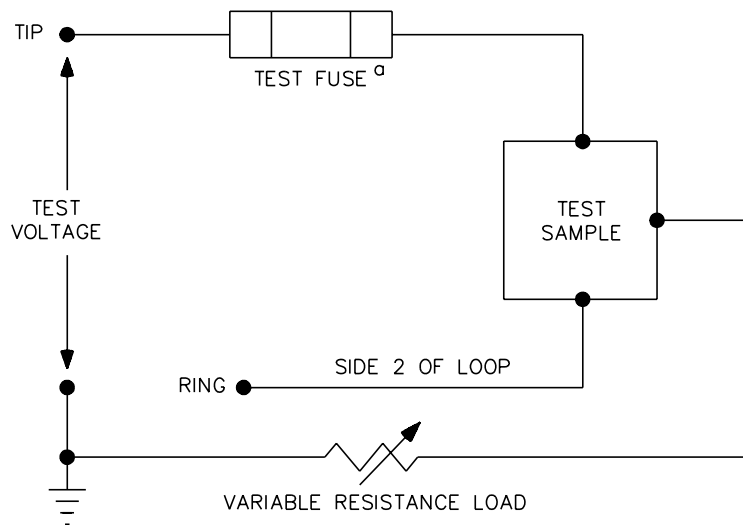 TIP
TEST FUSE a
TEST
VOLTAGE
TEST
SAMPLE
SIDE 2 OF LOOP
RING
VARIABLE RESISTANCE LOAD